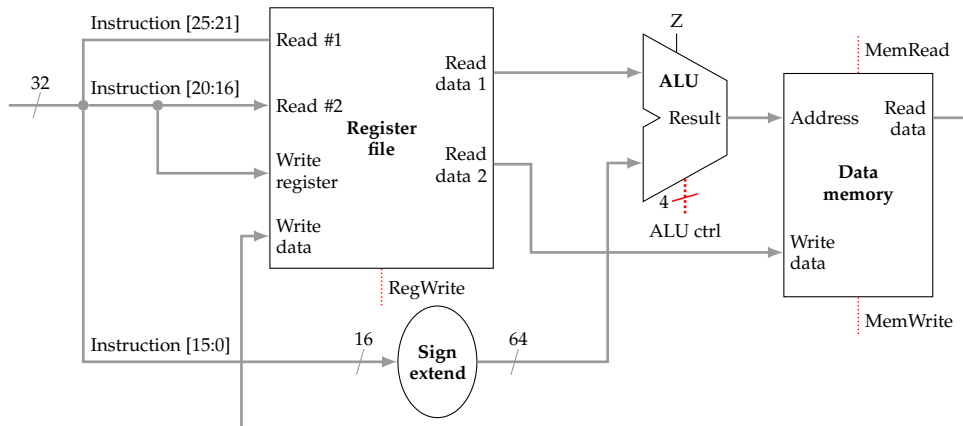 Instruction [25:21]
Z
32
Read #1
ALU
MemRead
Instruction [20:16]
Read
data 1
Read #2
Register
file
Result
Address
Read
data
Write
register
Read
data 2
Data
memory
4
ALU ctrl
Write
data
Write
data
RegWrite
MemWrite
Instruction [15:0]
16
Sign
extend
64